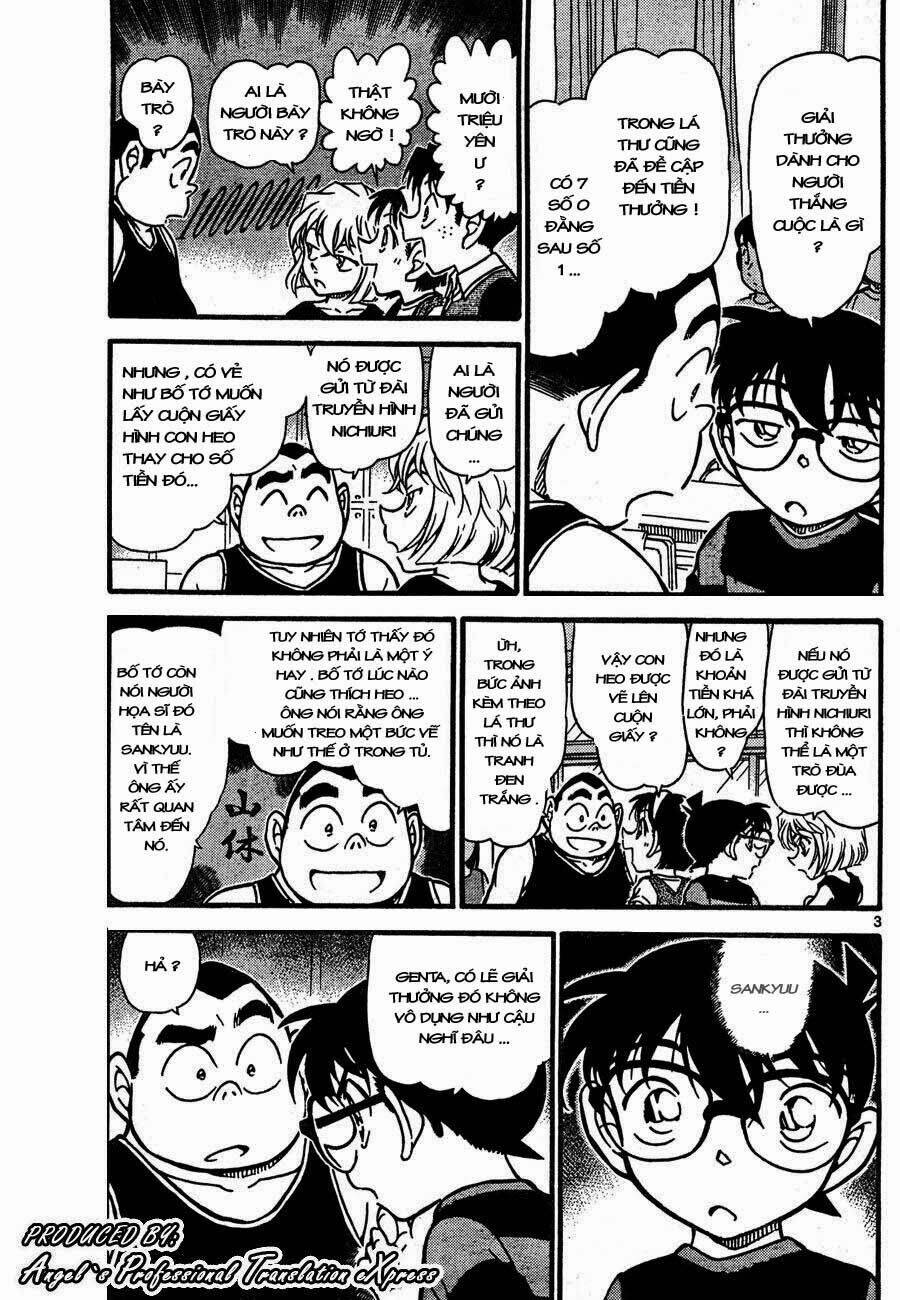 GIẢI
THƯỞNG
DÀNH CHO
NGƯỜI
THẮNG
CUỘC LÀ GÌ
?
TRONG LÁ
THƯ CŨNG
ĐÃ ĐỀ CẬP
ĐẾN TIỀN
THƯỞNG !
CÓ 7
SỐ 0
ĐẰNG
SAU SỐ
1 ...
MƯỜI
TRIỆU
YÊN
Ư
?
THẬT
KHÔNG
NGỜ !
AI LÀ
NGƯỜI BÀY
TRÒ NÀY ?
BÀY
TRÒ
?
AI LÀ
NGƯỜI
ĐÃ GỬI
CHÚNG
...
NÓ ĐƯỢC
GỬI TỪ ĐÀI
TRUYỀN HÌNH
NICHIURI
NHƯNG , CÓ VẺ
NHƯ BỐ TỚ MUỐN
LẤY CUỘN GIẤY
HÌNH CON HEO
THAY CHO SỐ
TIỀN ĐÓ...
NẾU NÓ
ĐƯỢC GỬI TỪ
ĐÀI TRUYỀN
HÌNH NICHIURI
THÌ KHÔNG
THỂ LÀ MỘT
TRÒ ĐÙA
ĐƯỢC ...
NHƯNG
ĐÓ LÀ
KHOẢN
TIỀN KHÁ
LỚN, PHẢI
KHÔNG ?
VẬY CON
HEO ĐƯỢC
VẼ LÊN
CUỘN
GIẤY ?
ỪH,
TRONG
BỨC ẢNH
KÈM THEO
LÁ THƯ
THÌ NÓ LÀ
TRANH
ĐEN
TRẮNG .
TUY NHIÊN TỚ THẤY ĐÓ
KHÔNG PHẢI LÀ MỘT Ý
HAY . BỐ TỚ LÚC NÀO
CŨNG THÍCH HEO ...
ÔNG NÓI RẰNG ÔNG
MUỐN TREO MỘT BỨC VẼ
NHƯ THẾ Ở TRONG TỦ.
BỐ TỚ CÒN
NÓI NGƯỜI
HỌA SĨ ĐÓ
TÊN LÀ
SANKYUU.
VÌ THẾ
ÔNG ẤY
RẤT QUAN
TÂM ĐẾN
NÓ.
山
休
3
SANKYUU
...
GENTA, CÓ LẼ GIẢI
THƯỞNG ĐÓ KHÔNG
VÔ DỤNG NHƯ CẬU
NGHĨ ĐÂU ...
HẢ ?
PRODUCED BY:
Angel`s Professional Translation eXpress